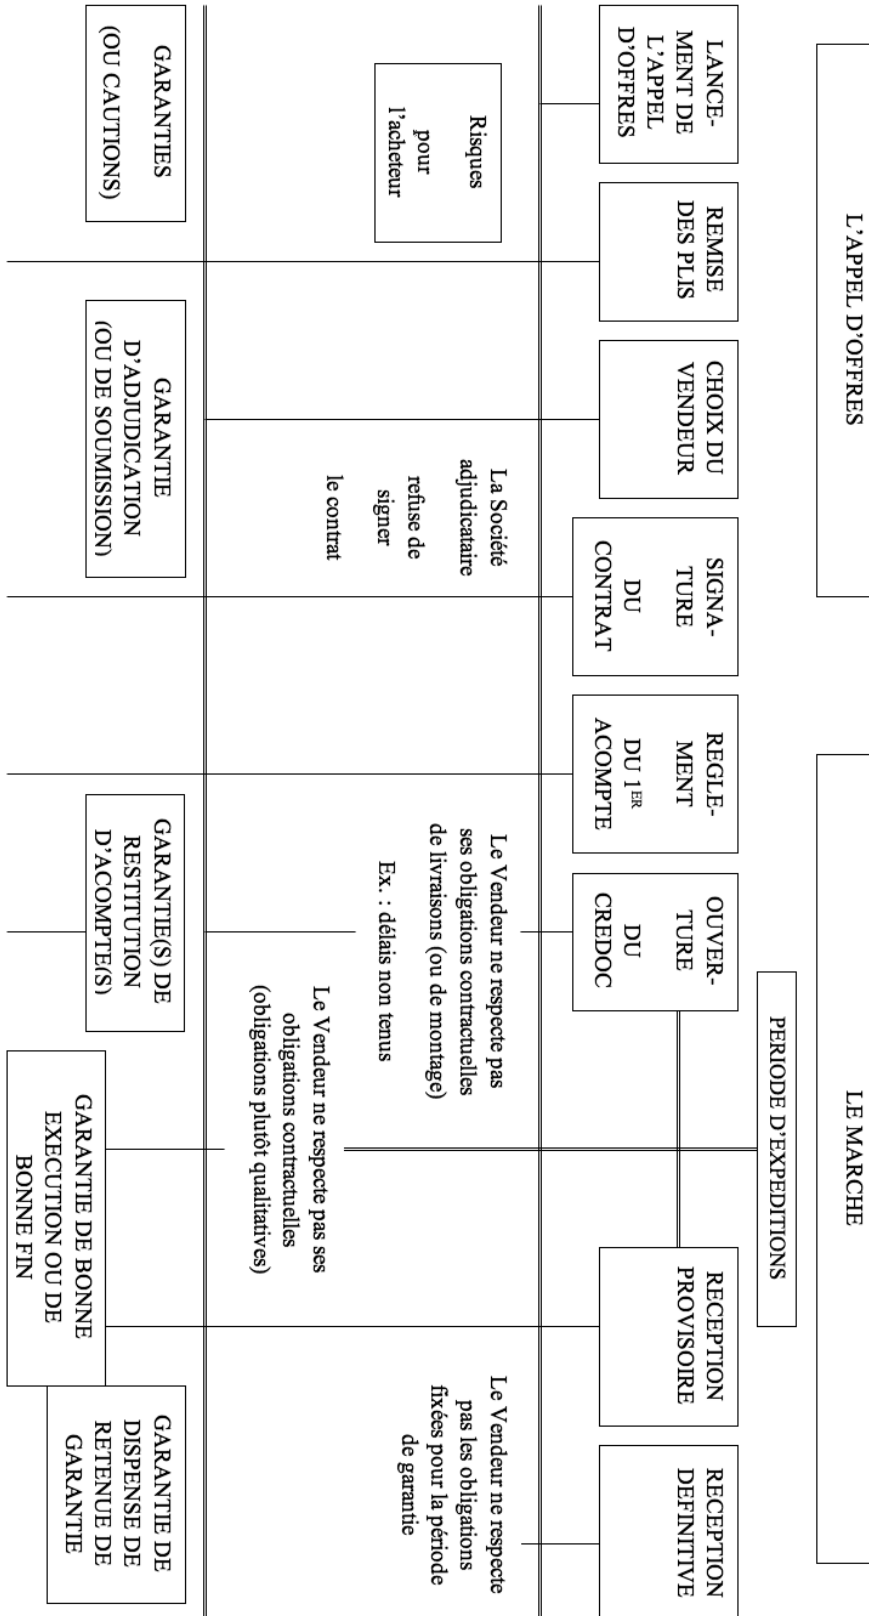 L'APPEL D'OFFRES
LE MARCHE
PERIODE D'EXPEDITIONS
LANCE-
MENT DE
L'APPEL
D'OFFRES
REMISE
DES PLIS
CHOIX DU
VENDEUR
SIGNA-
TURE
DU
CONTRAT
REGLE-
MENT
DU 1ER
ACOMPTE
OUVER-
TURE
DU
CREDOC
RECEPTION
PROVISOIRE
RECEPTION
DEFINITIVE
Risques
pour
l'acheteur
La Société
adjudicataire
refuse de
signer
le contrat
Le Vendeur ne respecte pas
ses obligations contractuelles
de livraisons (ou de montage)
Ex. : délais non tenus
Le Vendeur ne respecte pas ses
obligations contractuelles
(obligations plutôt qualitatives)
Le Vendeur ne respecte
pas les obligations
fixées pour la période
de garantie
GARANTIES
(OU CAUTIONS)
GARANTIE
D'ADJUDICATION
(OU DE SOUMISSION)
GARANTIE(S) DE
RESTITUTION
D'ACOMPTE(S)
GARANTIE DE BONNE
EXECUTION OU DE
BONNE FIN
GARANTIE DE
DISPENSE DE
RETENUE DE
GARANTIE